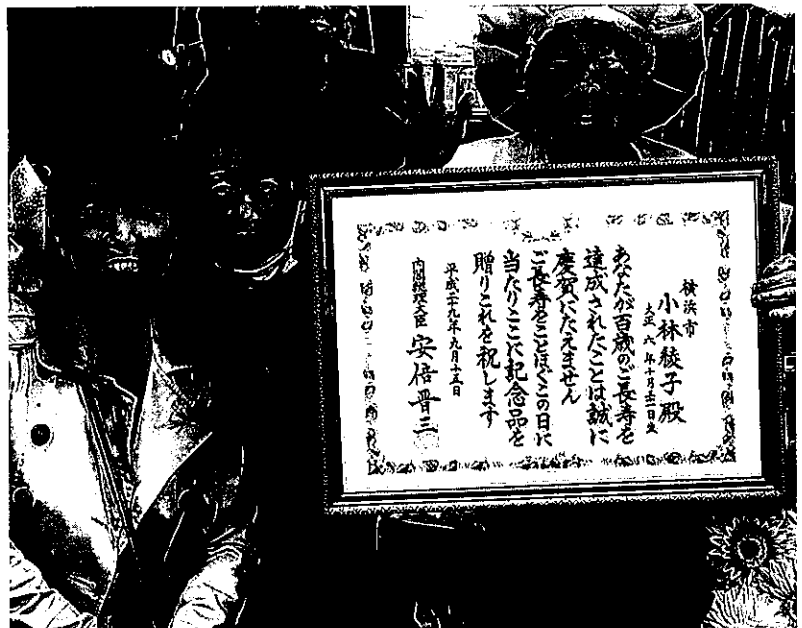 横浜市
小林綾子殿
大正六年十月廿一日生
あなたが百歳のご長寿を
達成されたことは誠に
慶賀にたえません
ご長寿をことほぐこの日に
当たりここに記念品を
贈りこれを祝します
平成二十九年九月十五日
内閣総理大臣 安倍晋三